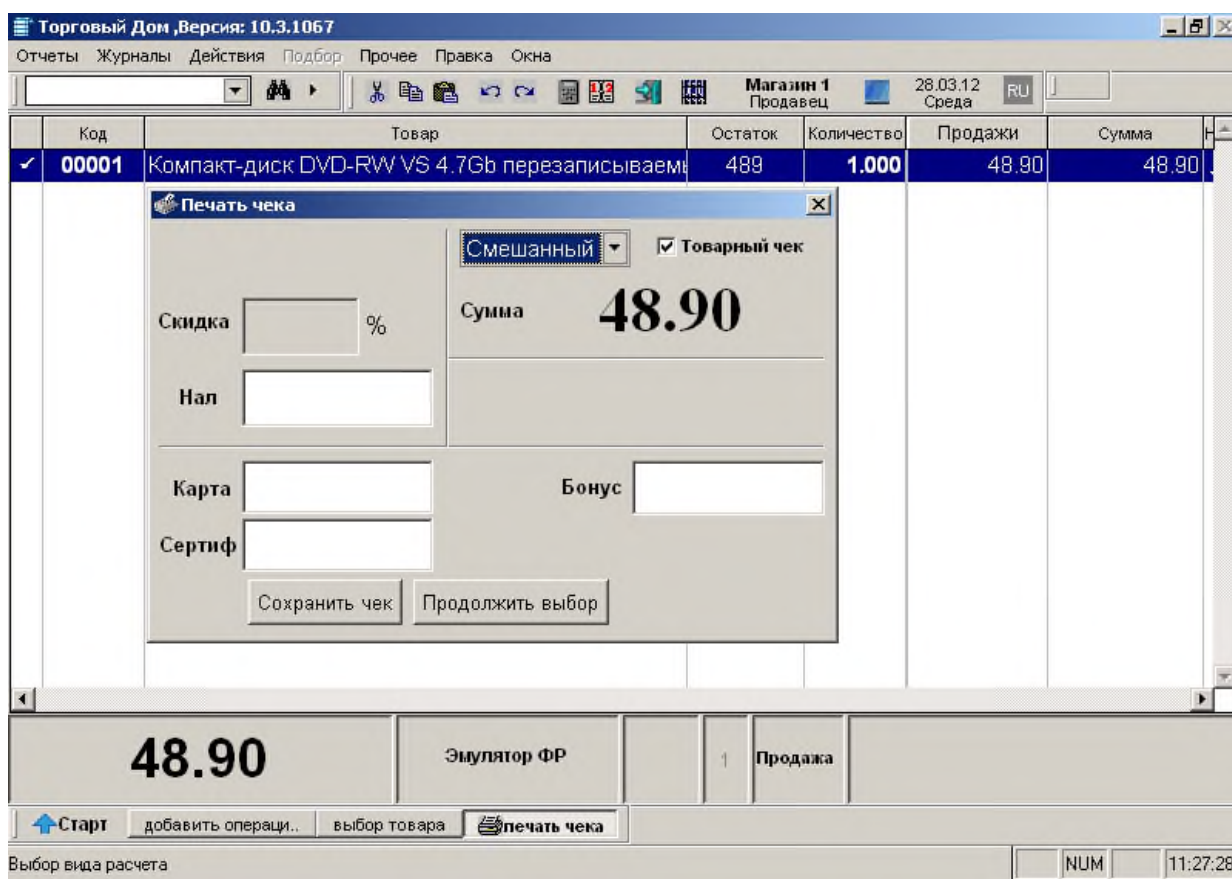 Торговый Дом ,Версия: 10.3.1067
Отчеты Журналы Действия Подбор Прочее Правка Окна
Магазин 1 28.03.12 RU
Продавец Среда
Код Товар Остаток Количество Продажи Сумма Н
00001 Компакт-диск DVD-RW VS 4.7Gb перезаписываемы 489 1.000 48.90 48.90
Печать чека
Смешанный Товарный чек
Скидка % Сумма 48.90
Нал
Карта Бонус
Сертиф
Сохранить чек Продолжить выбор
48.90 Эмулятор ФР 1 Продажа
Старт добавить операци.. выбор товара печать чека
Выбор вида расчета NUM 11:27:28